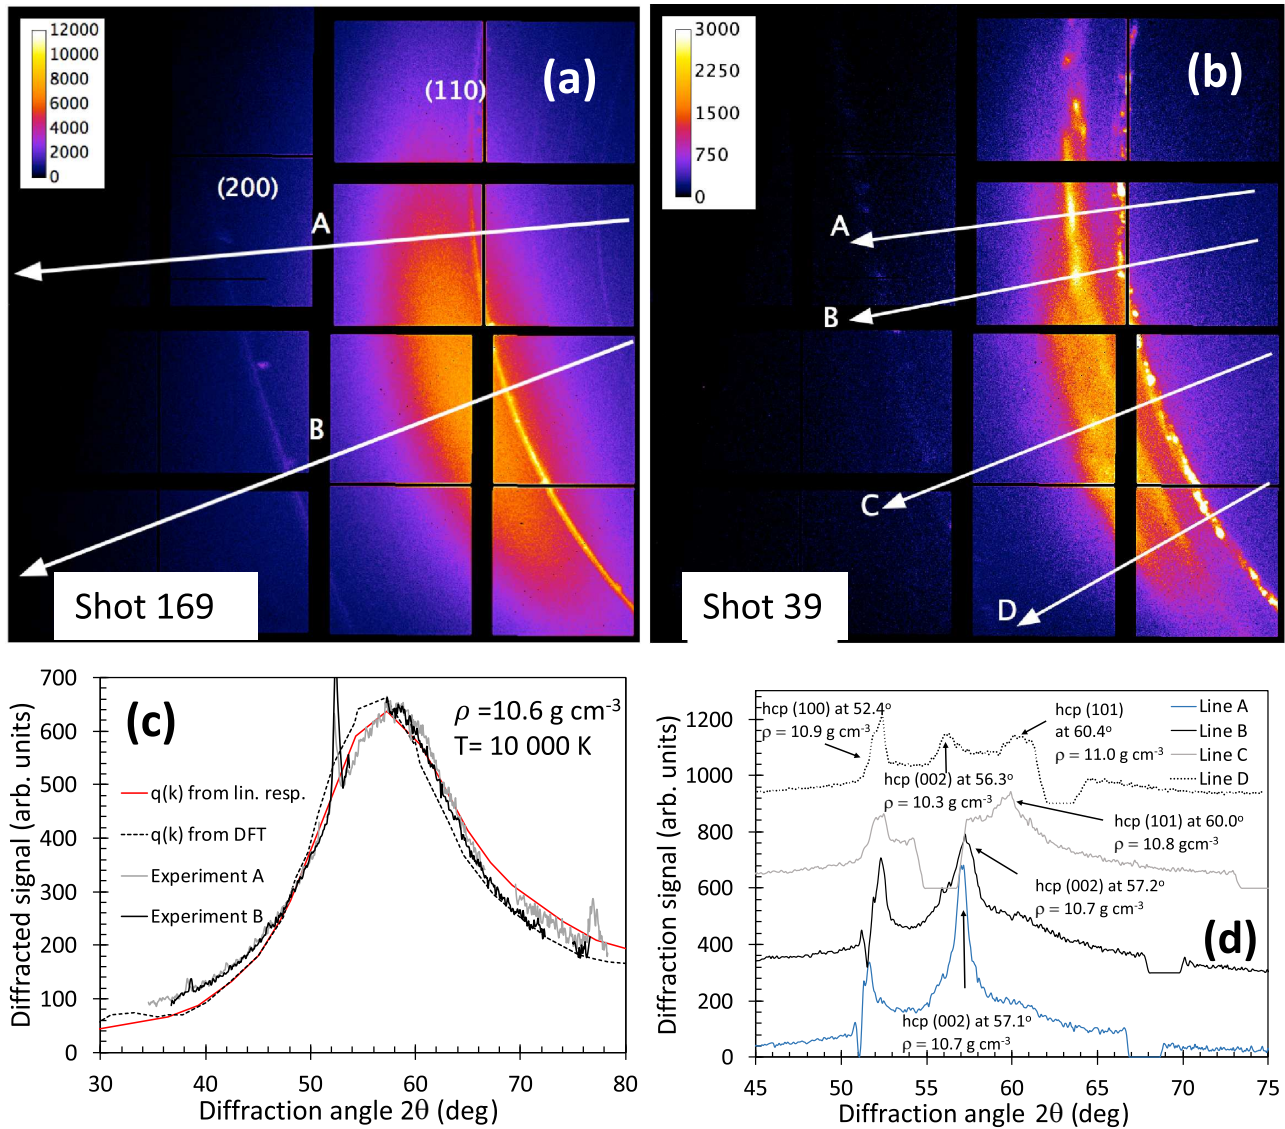 12000
10000
8000
6000
4000
2000
0
(110)
(a)
(200)
A
B
Shot 169
3000
2250
1500
750
0
(b)
A
B
C
D
Shot 39
700
600
500
400
300
200
100
0
Diffracted signal (arb. units)
(c)
ρ =10.6 g cm-3
T= 10 000 K
q(k) from lin. resp.
q(k) from DFT
Experiment A
Experiment B
30 40 50 60 70 80
Diffraction angle 2θ (deg)
1200
1000
800
600
400
200
0
Diffraction signal (arb. units)
hcp (100) at 52.4o
ρ = 10.9 g cm-3
hcp (101)
at 60.4o
ρ = 11.0 g cm-3
Line A
Line B
Line C
Line D
hcp (002) at 56.3o
ρ = 10.3 g cm-3
hcp (101) at 60.0o
ρ = 10.8 gcm-3
hcp (002) at 57.2o
ρ = 10.7 g cm-3
(d)
hcp (002) at 57.1o
ρ = 10.7 g cm-3
45 50 55 60 65 70 75
Diffraction angle 2θ (deg)